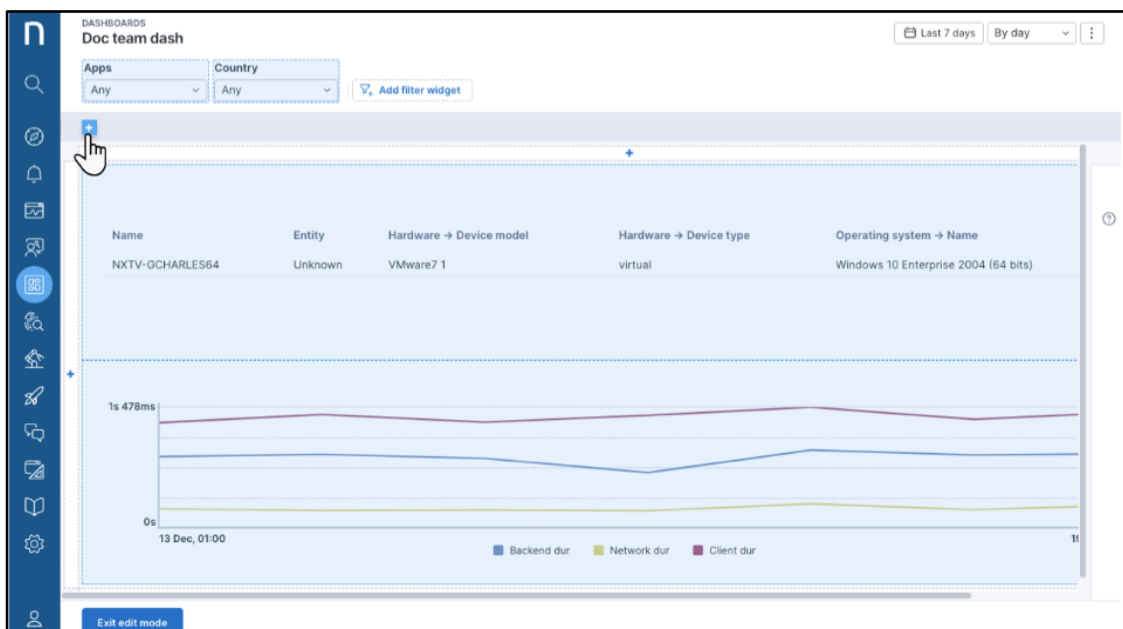 n
DASHBOARDS
Doc team dash
Last 7 days
By day
Apps
Country
Any
Any
Add filter widget
Name
Entity
Hardware → Device model
Hardware → Device type
Operating system → Name
NXTV-GCHARLES64
Unknown
VMware7 1
virtual
Windows 10 Enterprise 2004 (64 bits)
1s 478ms
0s
13 Dec, 01:00
Backend dur
Network dur
Client dur
Exit edit mode